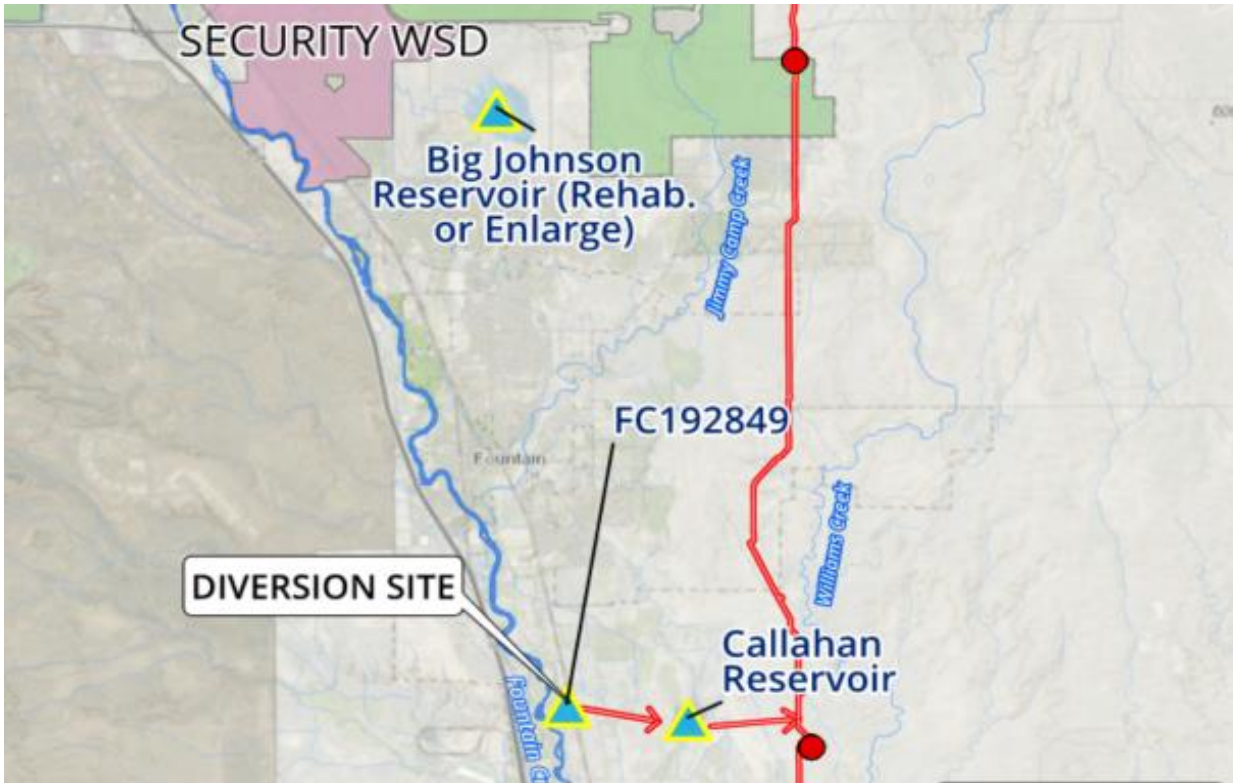 SECURITY WSD
Big Johnson
Reservoir (Rehab.
or Enlarge)
Jimmy Camp Creek
FC192849
Fountain
Williams Creek
DIVERSION SITE
Callahan
Reservoir
Fountain C